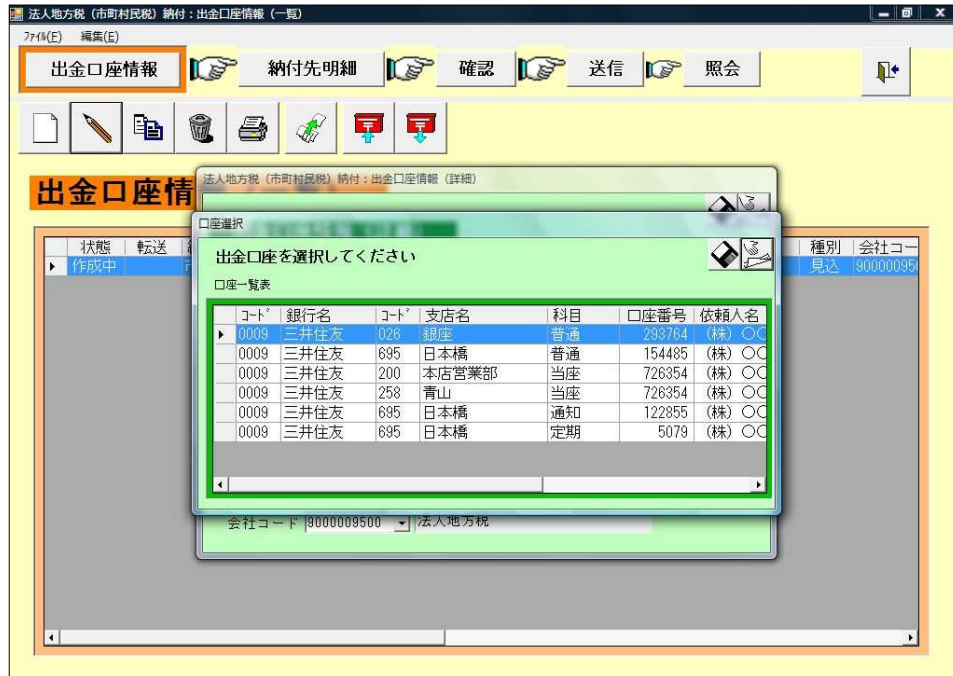 法人地方税（市町村民税）納付：出金口座情報（一覧）
ﾌｧｲﾙ(F) 編集(E)
出金口座情報 納付先明細 確認 送信 照会
法人地方税（市町村民税）納付：出金口座情報（詳細）
出金口座情
口座選択
出金口座を選択してください
口座一覧表
状態 転送 種別 会社コー
作成中 見込 90000095
ｺｰﾄﾞ 銀行名 ｺｰﾄﾞ 支店名 科目 口座番号 依頼人名
0009 三井住友 026 銀座 普通 293764 (株) 〇〇
0009 三井住友 695 日本橋 普通 154485 (株) 〇〇
0009 三井住友 200 本店営業部 当座 726354 (株) 〇〇
0009 三井住友 258 青山 当座 726354 (株) 〇〇
0009 三井住友 695 日本橋 通知 122855 (株) 〇〇
0009 三井住友 695 日本橋 定期 5079 (株) 〇〇
会社コード 9000009500 法人地方税